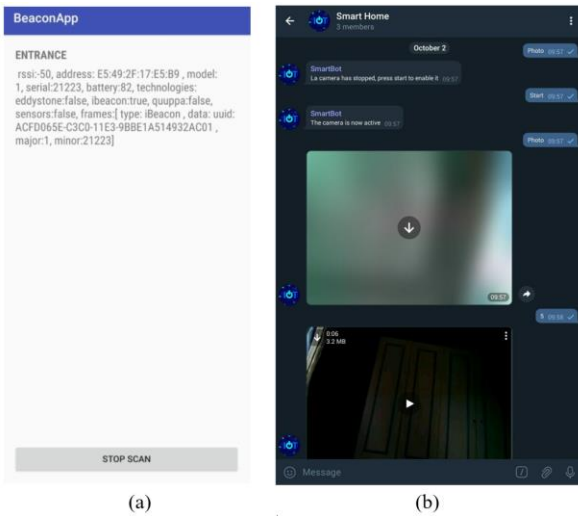 BeaconApp
ENTRANCE
rssi:-50, address: E5:49:2F:17:E5:B9 , model:
1, serial:21223, battery:82, technologies:
eddystone:false, ibeacon:true, quuppa:false,
sensors:false, frames:[ type: iBeacon , data: uuid:
ACFD065E-C3C0-11E3-9BBE1A514932AC01 ,
major:1, minor:21223]
STOP SCAN
(a)
Smart Home
3 members
October 2
Photo 09:57
SmartBot
La camera has stopped, press start to enable it 09:57
Start 09:57
SmartBot
The camera is now active 09:57
Photo 09:57
09:57
5
0:06
3.2 MB
Message
(b)